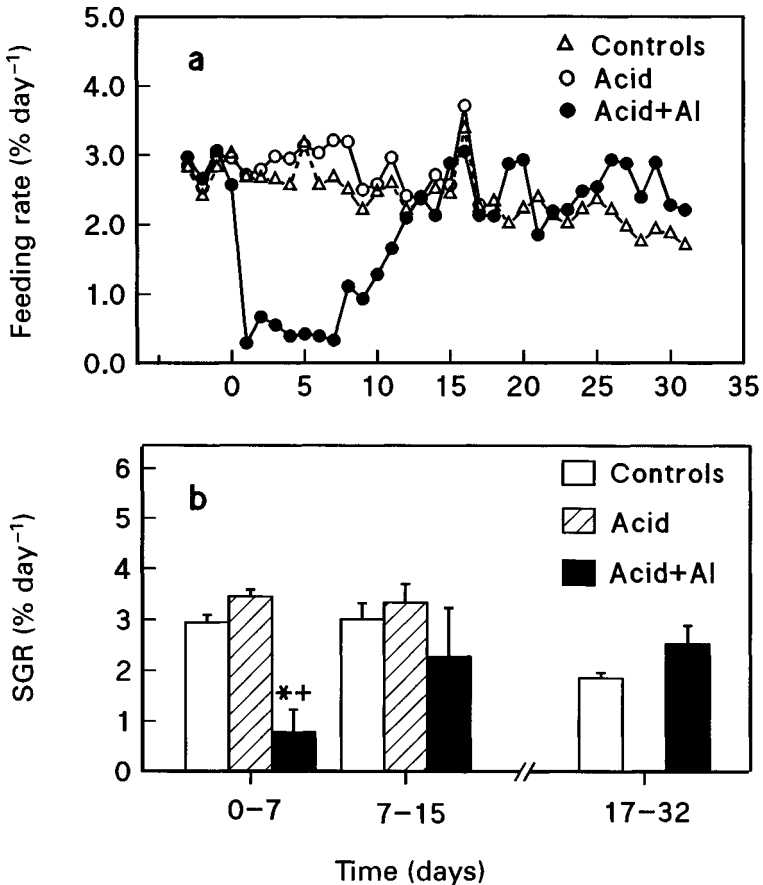 a
Feeding rate (% day⁻¹)
5.0
4.0
3.0
2.0
1.0
0.0
Controls
Acid
Acid+Al
0 5 10 15 20 25 30 35
b
SGR (% day⁻¹)
6
5
4
3
2
1
0
Controls
Acid
Acid+Al
*+
0–7 7–15 17–32
Time (days)